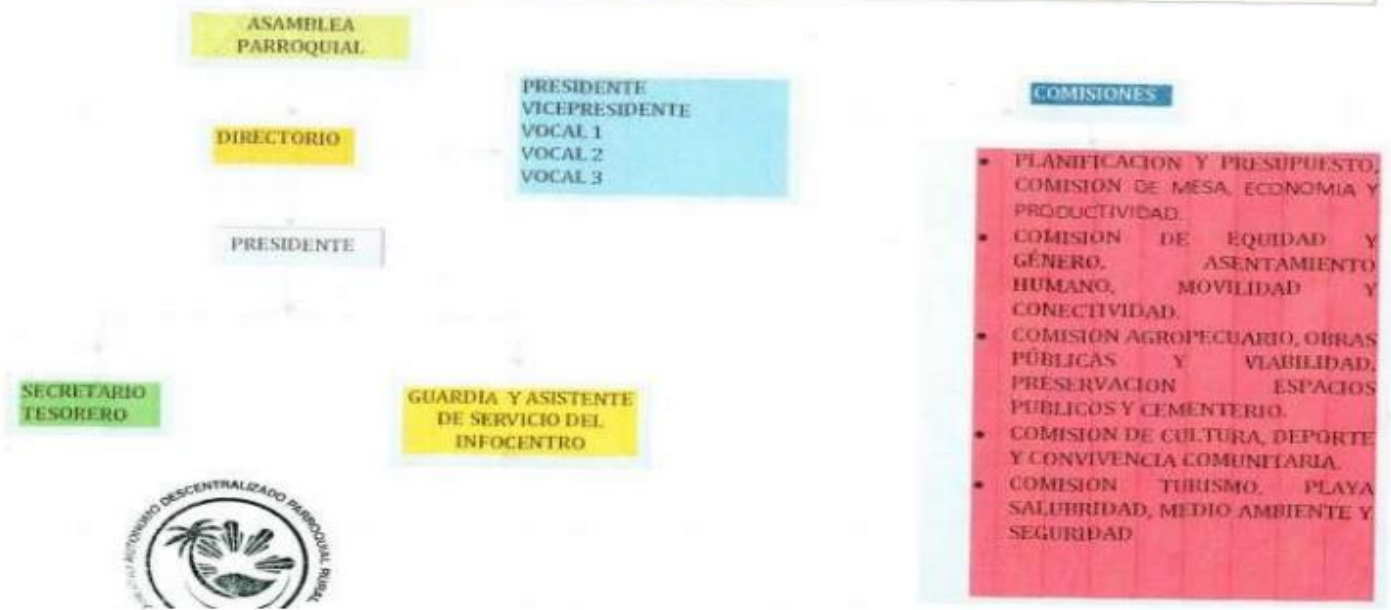 ASAMBLEA
PARROQUIAL
DIRECTORIO
PRESIDENTE
VICEPRESIDENTE
VOCAL 1
VOCAL 2
VOCAL 3
PRESIDENTE
SECRETARIO
TESORERO
GUARDIA Y ASISTENTE
DE SERVICIO DEL
INFOCENTRO
COMISIONES
• PLANIFICACION Y PRESUPUESTO,
COMISION DE MESA, ECONOMIA Y
PRODUCTIVIDAD.
• COMISION DE EQUIDAD Y
GÉNERO, ASENTAMIENTO
HUMANO, MOVILIDAD Y
CONECTIVIDAD.
• COMISION AGROPECUARIO, OBRAS
PÚBLICAS Y VIABILIDAD,
PRESERVACION ESPACIOS
PUBLICOS Y CEMENTERIO.
• COMISION DE CULTURA, DEPORTE
Y CONVIVENCIA COMUNITARIA.
• COMISION TURISMO, PLAYA
SALUBRIDAD, MEDIO AMBIENTE Y
SEGURIDAD
AUTONOMO DESCENTRALIZADO PARROQUIAL RURAL